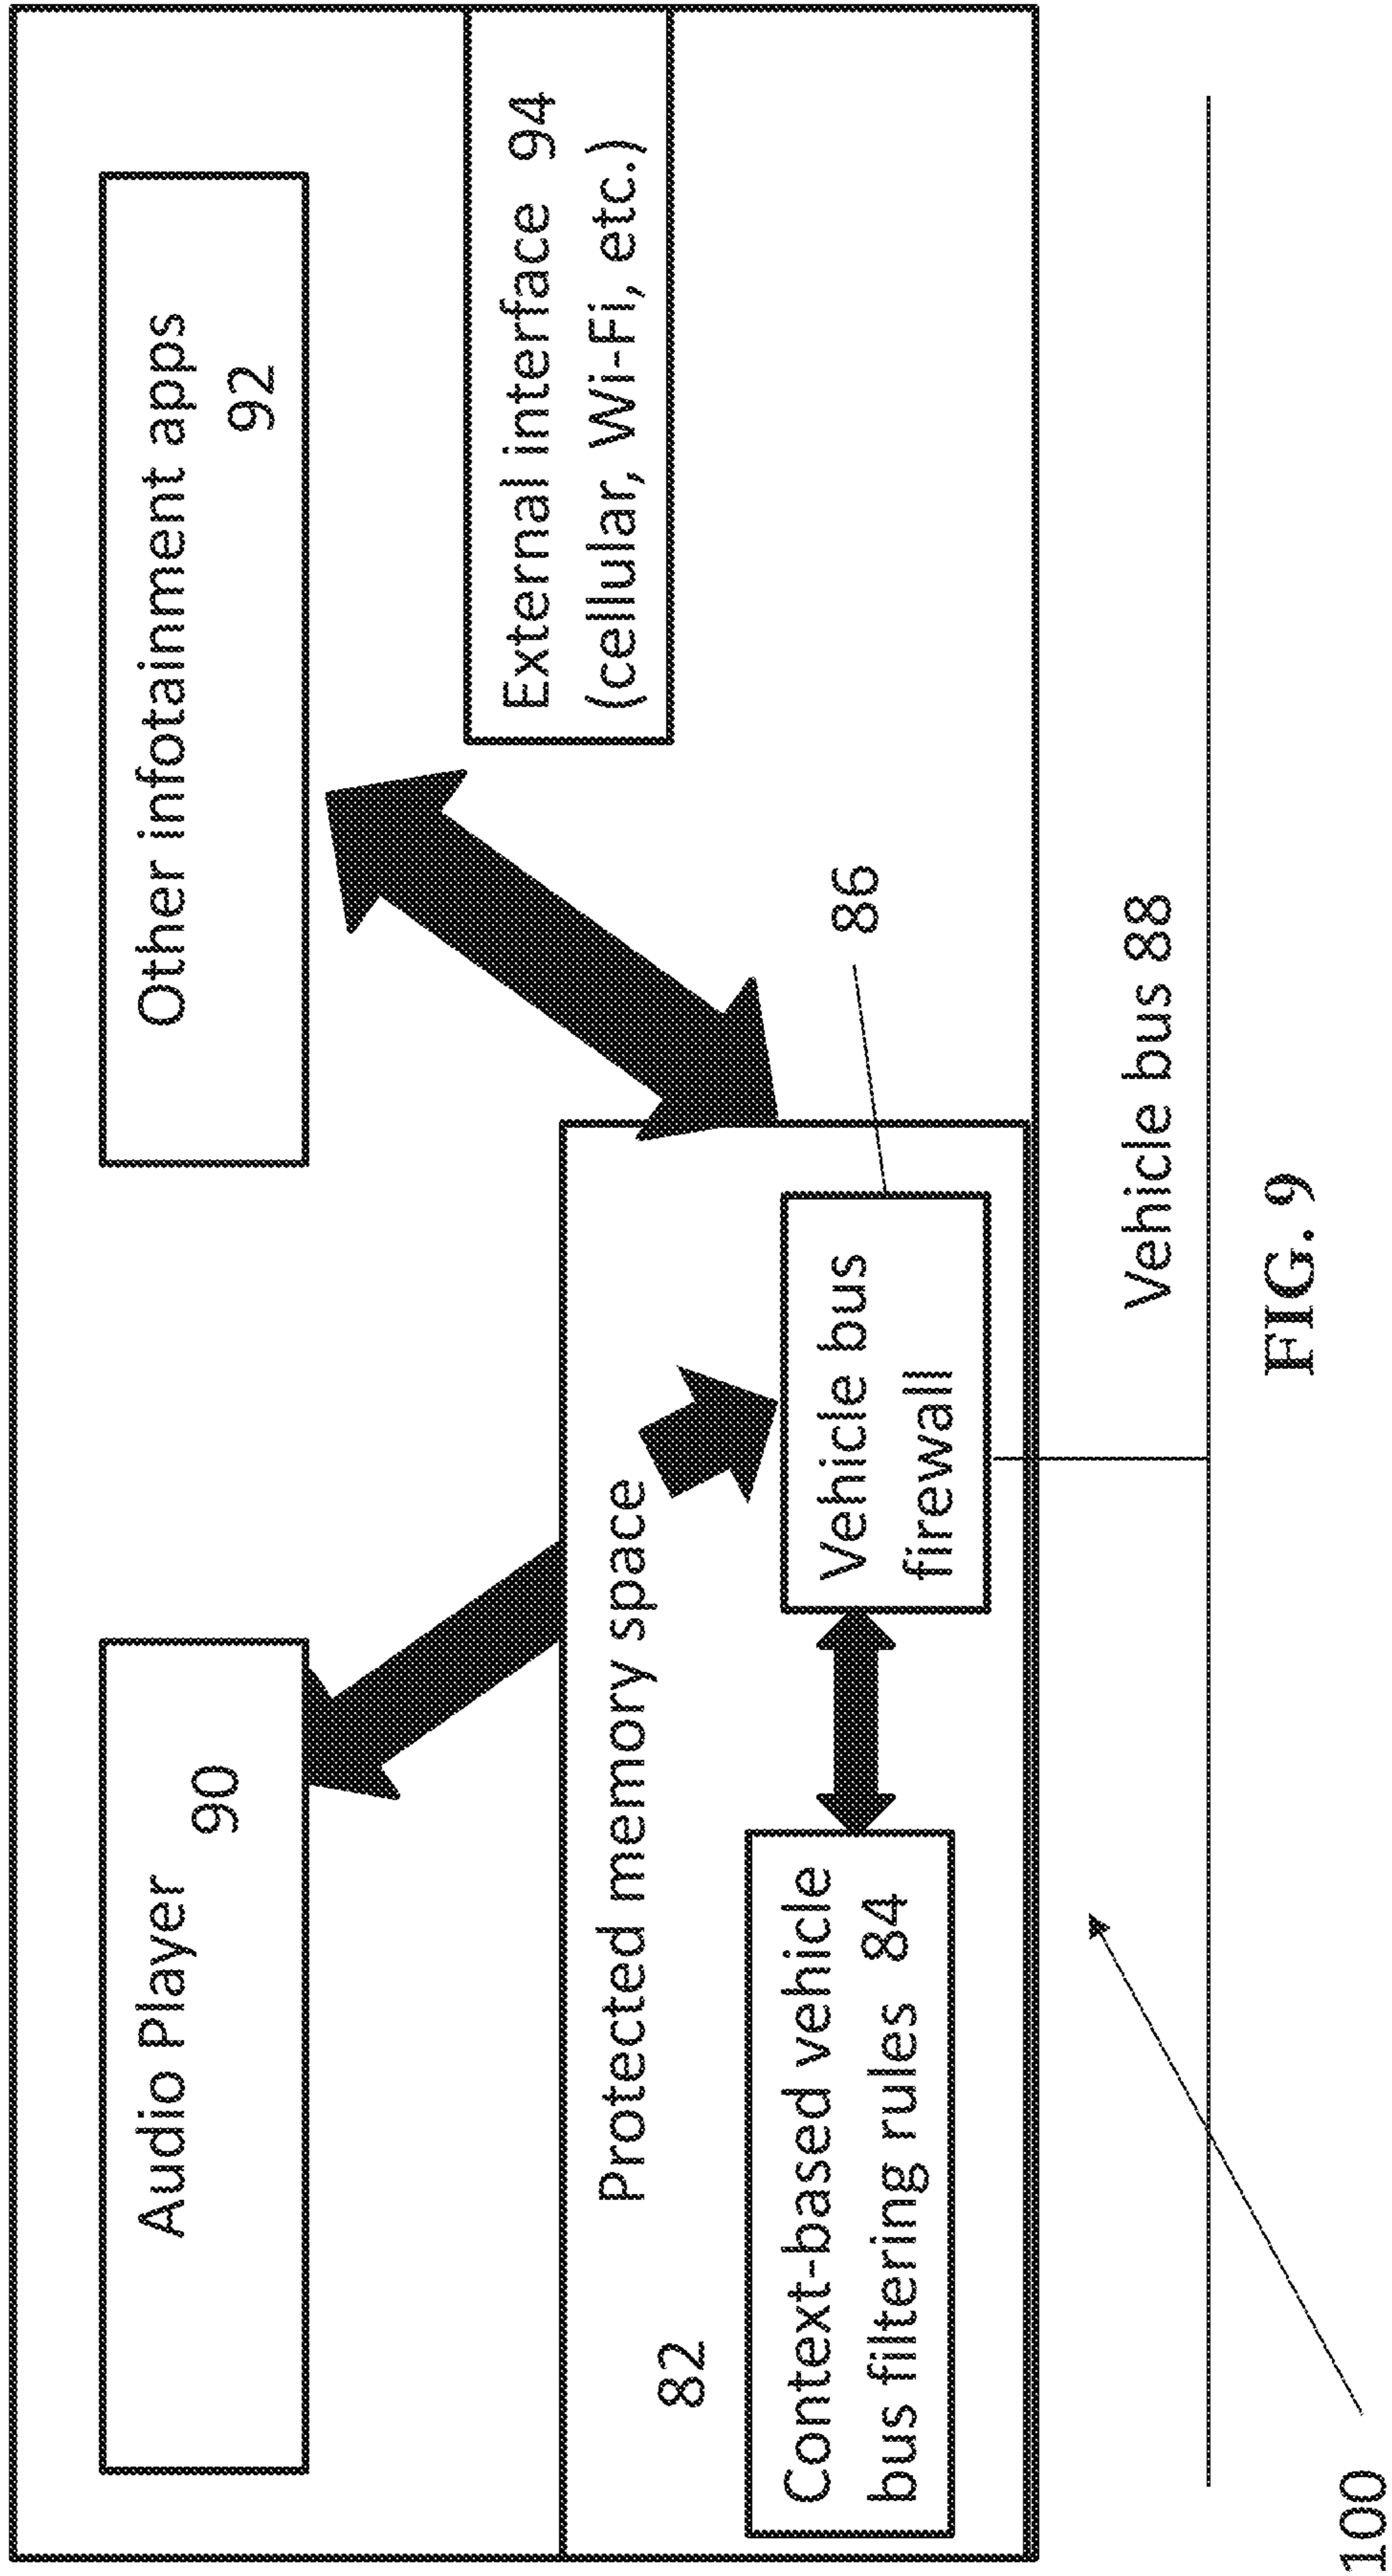 Audio Player
90
Other infotainment apps
92
External interface 94
(cellular, Wi-Fi, etc.)
Protected memory space
82
Context-based vehicle
bus filtering rules 84
Vehicle bus
firewall
86
Vehicle bus 88
100
FIG. 9